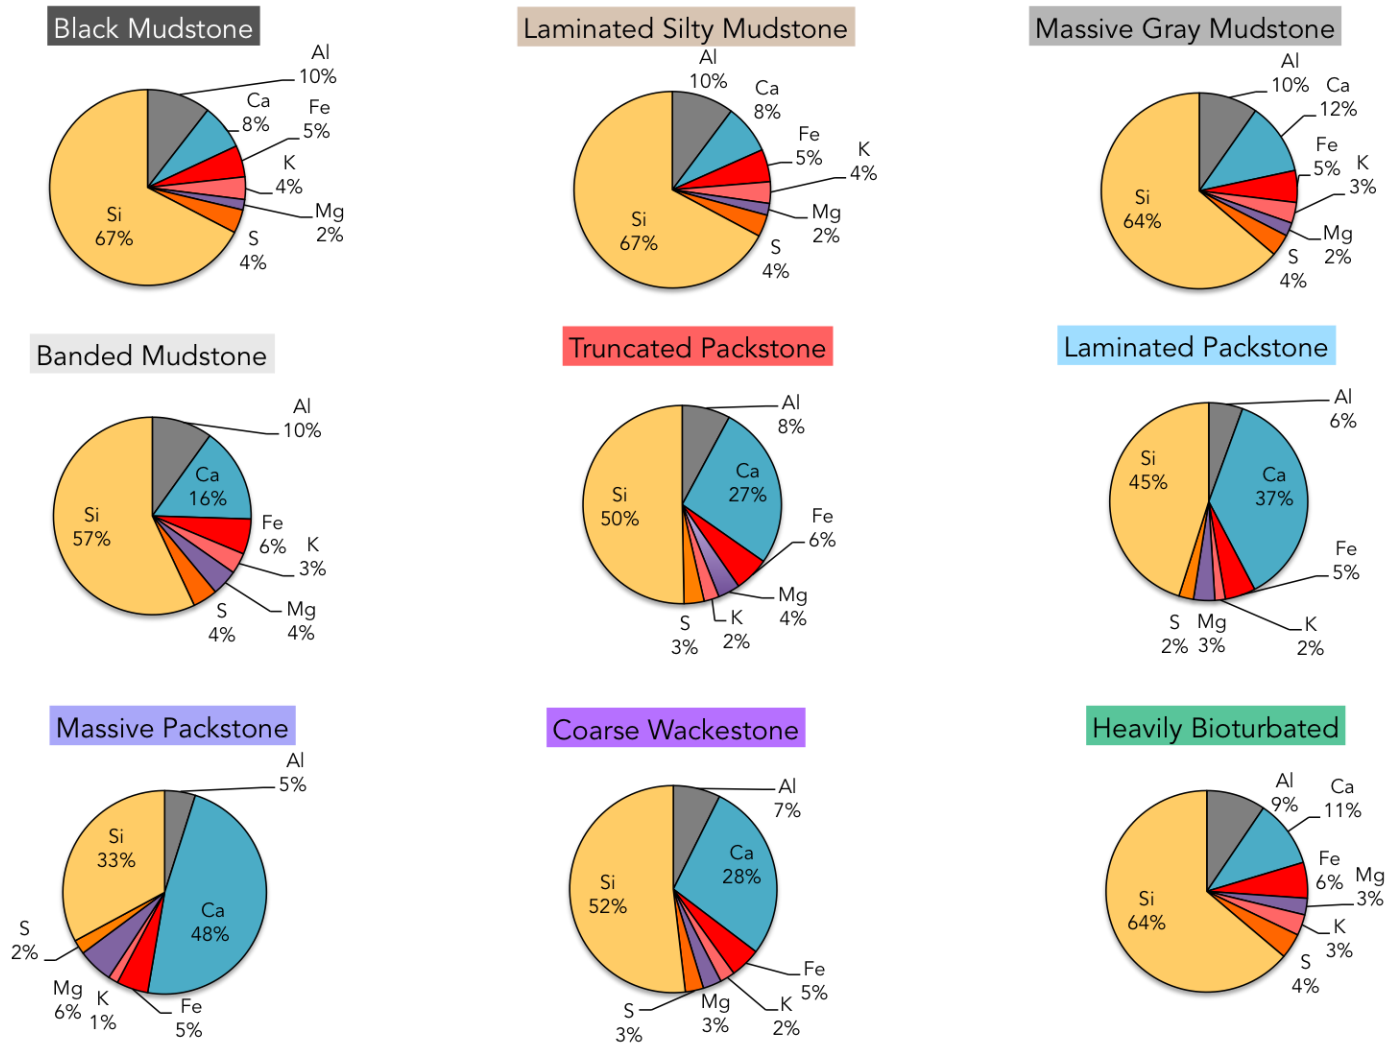 Black Mudstone
Al
10%
Ca
8%
Fe
5%
K
4%
Mg
2%
S
4%
Si
67%
Laminated Silty Mudstone
Al
10%
Ca
8%
Fe
5%
K
4%
Mg
2%
S
4%
Si
67%
Massive Gray Mudstone
Al
10%
Ca
12%
Fe
5%
K
3%
Mg
2%
S
4%
Si
64%
Banded Mudstone
Al
10%
Ca
16%
Fe
6%
K
3%
Mg
4%
S
4%
Si
57%
Truncated Packstone
Al
8%
Ca
27%
Fe
6%
Mg
4%
K
2%
S
3%
Si
50%
Laminated Packstone
Al
6%
Ca
37%
Fe
5%
K
2%
Mg
3%
S
2%
Si
45%
Massive Packstone
Al
5%
Ca
48%
Fe
5%
K
1%
Mg
6%
S
2%
Si
33%
Coarse Wackestone
Al
7%
Ca
28%
Fe
5%
K
2%
Mg
3%
S
3%
Si
52%
Heavily Bioturbated
Al
9%
Ca
11%
Fe
6%
Mg
3%
K
3%
S
4%
Si
64%